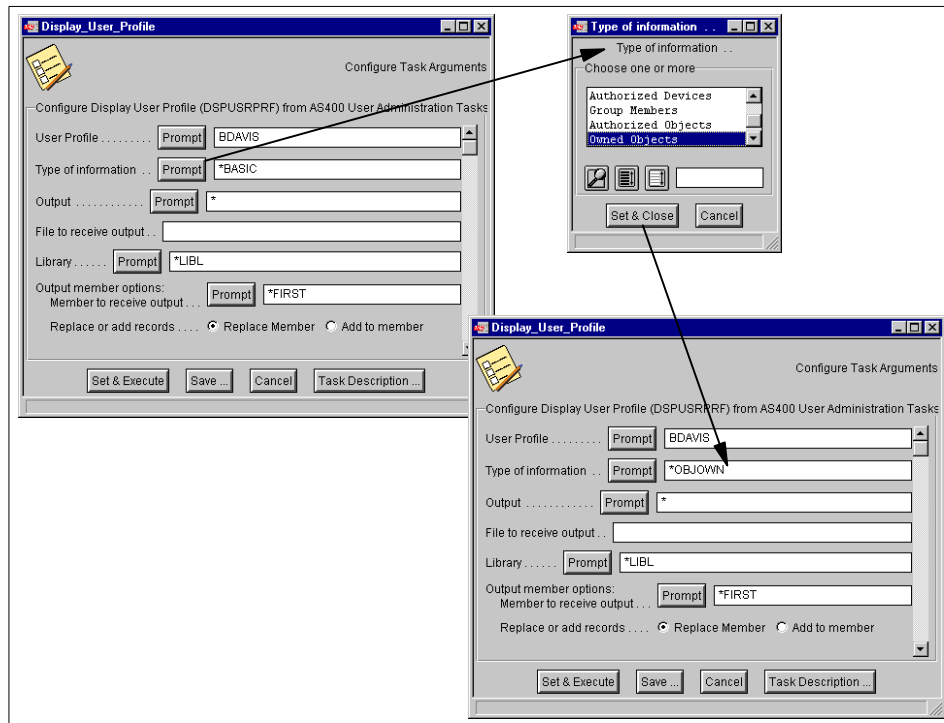 Display_User_Profile
Configure Task Arguments
Configure Display User Profile (DSPUSRPRF) from AS400 User Administration Tasks
User Profile ......... Prompt BDAVIS
Type of information .. Prompt *BASIC
Output ............ Prompt *
File to receive output ..
Library ...... Prompt *LIBL
Output member options:
Member to receive output ... Prompt *FIRST
Replace or add records .... Replace Member Add to member
Set & Execute Save ... Cancel Task Description ...
Type of information ..
Type of information ..
Choose one or more
Authorized Devices
Group Members
Authorized Objects
Owned Objects
Set & Close Cancel
Display_User_Profile
Configure Task Arguments
Configure Display User Profile (DSPUSRPRF) from AS400 User Administration Tasks
User Profile ......... Prompt BDAVIS
Type of information .. Prompt *OBJOWN
Output ............ Prompt *
File to receive output ..
Library ...... Prompt *LIBL
Output member options:
Member to receive output ... Prompt *FIRST
Replace or add records .... Replace Member Add to member
Set & Execute Save ... Cancel Task Description ...